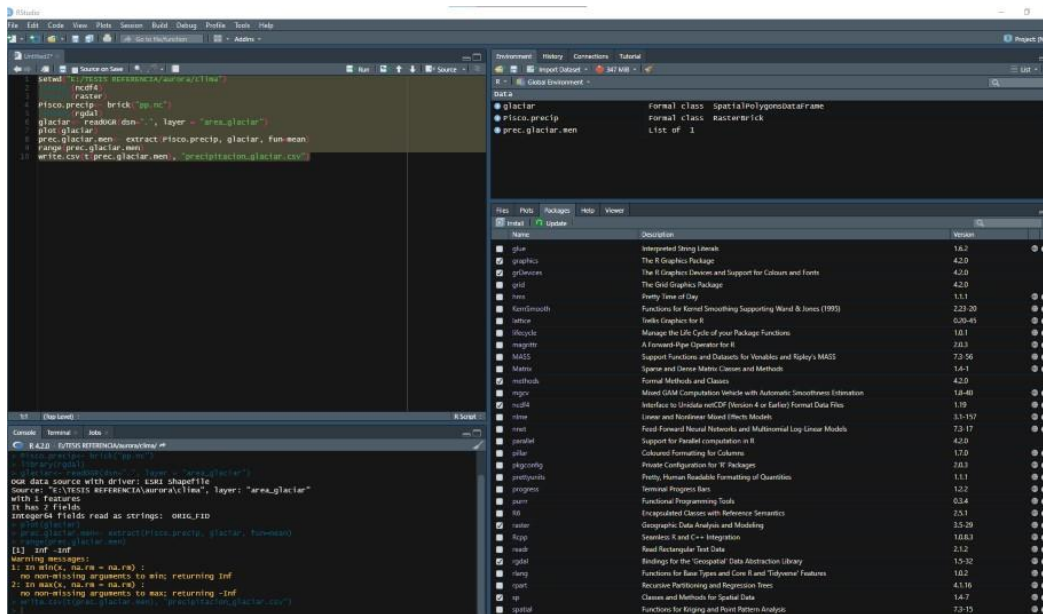 RStudio
File Edit Code View Plots Session Build Debug Profile Tools Help
Go to file/function Addins
Project: (N
Untitled2*
Source on Save Run Source
1 setwd("E:/TESIS REFERENCIA/aurora/clima")
2 (ncdf4)
3 (raster)
4 Pisco.precip<- brick("pp.nc")
5 (rgdal)
6 glaciar<- readOGR(dsn=".", layer = "area_glaciar")
7 plot(glaciar)
8 prec.glaciar.men<- extract(Pisco.precip, glaciar, fun=mean)
9 range(prec.glaciar.men)
10 write.csv(t(prec.glaciar.men), "precipitacion_glaciar.csv")
1:1 (Top Level) R Script
Console Terminal Jobs
R 4.2.0 E:/TESIS REFERENCIA/aurora/clima/
> Pisco.precip<- brick("pp.nc")
> library(rgdal)
> glaciar<- readOGR(dsn=".", layer = "area_glaciar")
OGR data source with driver: ESRI Shapefile
Source: "E:\TESIS REFERENCIA\aurora\clima", layer: "area_glaciar"
with 1 features
It has 2 fields
Integer64 fields read as strings: ORIG_FID
> plot(glaciar)
> prec.glaciar.men<- extract(Pisco.precip, glaciar, fun=mean)
> range(prec.glaciar.men)
[1] Inf -Inf
Warning messages:
1: In min(x, na.rm = na.rm) :
no non-missing arguments to min; returning Inf
2: In max(x, na.rm = na.rm) :
no non-missing arguments to max; returning -Inf
> write.csv(t(prec.glaciar.men), "precipitacion_glaciar.csv")
>
Environment History Connections Tutorial
Import Dataset 347 MiB List
R Global Environment
Data
glaciar Formal class SpatialPolygonsDataFrame
Pisco.precip Formal class RasterBrick
prec.glaciar.men List of 1
Files Plots Packages Help Viewer
Install Update
Name Description Version
glue Interpreted String Literals 1.6.2
graphics The R Graphics Package 4.2.0
grDevices The R Graphics Devices and Support for Colours and Fonts 4.2.0
grid The Grid Graphics Package 4.2.0
hms Pretty Time of Day 1.1.1
KernSmooth Functions for Kernel Smoothing Supporting Wand & Jones (1995) 2.23-20
lattice Trellis Graphics for R 0.20-45
lifecycle Manage the Life Cycle of your Package Functions 1.0.1
magrittr A Forward-Pipe Operator for R 2.0.3
MASS Support Functions and Datasets for Venables and Ripley's MASS 7.3-56
Matrix Sparse and Dense Matrix Classes and Methods 1.4-1
methods Formal Methods and Classes 4.2.0
mgcv Mixed GAM Computation Vehicle with Automatic Smoothness Estimation 1.8-40
ncdf4 Interface to Unidata netCDF (Version 4 or Earlier) Format Data Files 1.19
nlme Linear and Nonlinear Mixed Effects Models 3.1-157
nnet Feed-Forward Neural Networks and Multinomial Log-Linear Models 7.3-17
parallel Support for Parallel computation in R 4.2.0
pillar Coloured Formatting for Columns 1.7.0
pkgconfig Private Configuration for 'R' Packages 2.0.3
prettyunits Pretty, Human Readable Formatting of Quantities 1.1.1
progress Terminal Progress Bars 1.2.2
purrr Functional Programming Tools 0.3.4
R6 Encapsulated Classes with Reference Semantics 2.5.1
raster Geographic Data Analysis and Modeling 3.5-29
Rcpp Seamless R and C++ Integration 1.0.8.3
readr Read Rectangular Text Data 2.1.2
rgdal Bindings for the 'Geospatial' Data Abstraction Library 1.5-32
rlang Functions for Base Types and Core R and 'Tidyverse' Features 1.0.2
rpart Recursive Partitioning and Regression Trees 4.1.16
sp Classes and Methods for Spatial Data 1.4-7
spatial Functions for Kriging and Point Pattern Analysis 7.3-15